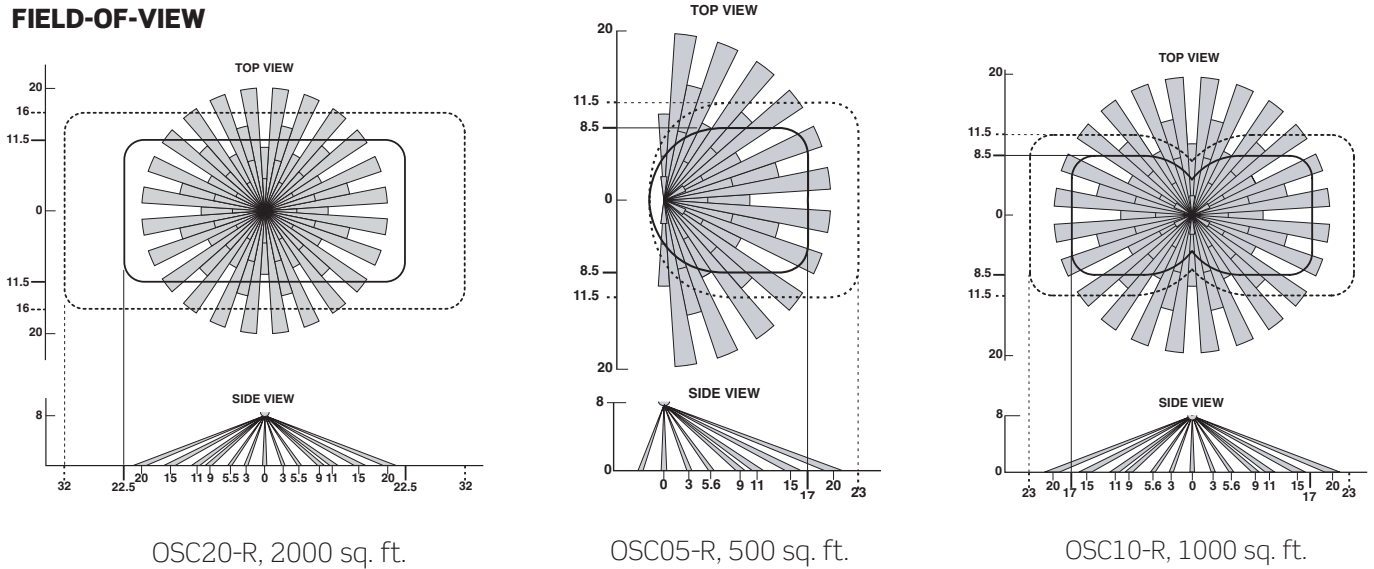 FIELD-OF-VIEW
TOP VIEW
20
16
11.5
0
11.5
16
20
SIDE VIEW
8
32 22.5 20 15 11 9 5.5 3 0 3 5.5 9 11 15 20 22.5 32
OSC20-R, 2000 sq. ft.
TOP VIEW
20
11.5
8.5
0
8.5
11.5
20
SIDE VIEW
8
0
0 3 5.6 9 11 15 17 20 23
OSC05-R, 500 sq. ft.
TOP VIEW
20
11.5
8.5
0
8.5
11.5
20
SIDE VIEW
8
0
23 20 17 15 11 9 5.6 3 0 3 5.6 9 11 15 17 20 23
OSC10-R, 1000 sq. ft.